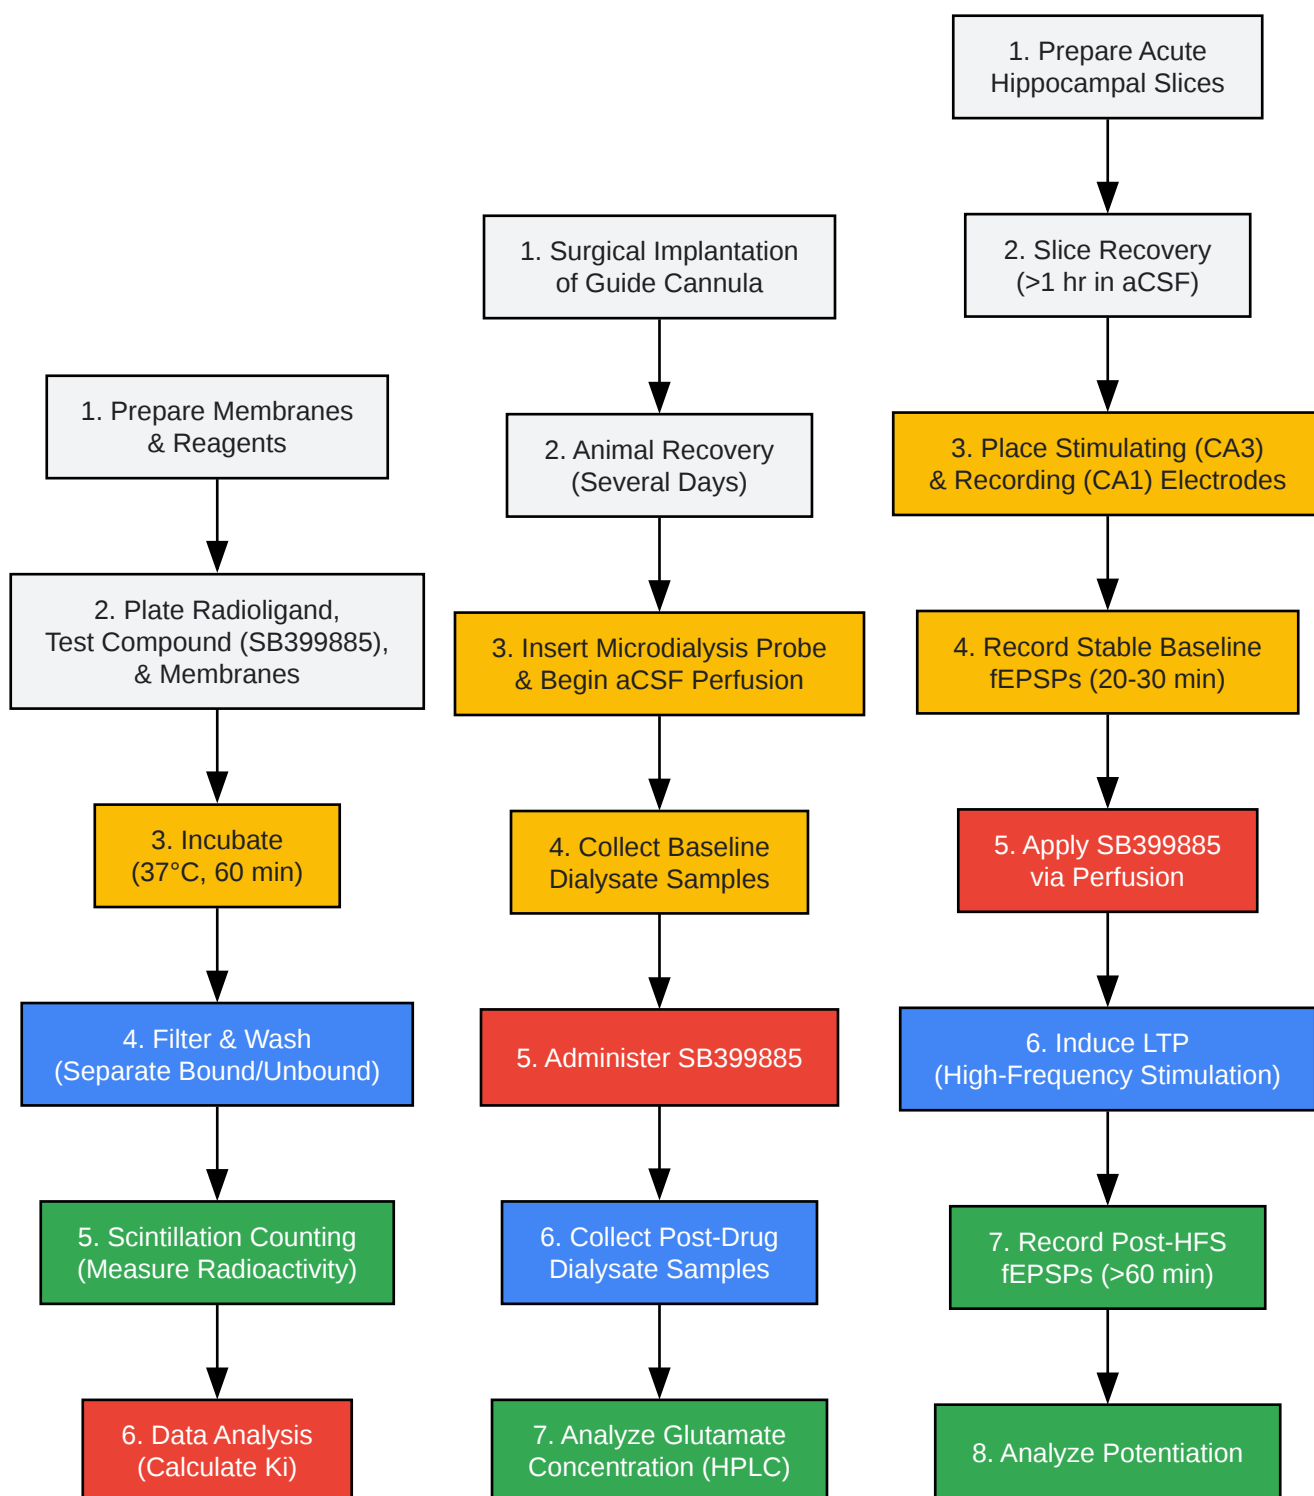 1. Prepare Membranes
& Reagents
2. Plate Radioligand,
Test Compound (SB399885),
& Membranes
3. Incubate
(37°C, 60 min)
4. Filter & Wash
(Separate Bound/Unbound)
5. Scintillation Counting
(Measure Radioactivity)
6. Data Analysis
(Calculate Ki)
1. Surgical Implantation
of Guide Cannula
2. Animal Recovery
(Several Days)
3. Insert Microdialysis Probe
& Begin aCSF Perfusion
4. Collect Baseline
Dialysate Samples
5. Administer SB399885
6. Collect Post-Drug
Dialysate Samples
7. Analyze Glutamate
Concentration (HPLC)
1. Prepare Acute
Hippocampal Slices
2. Slice Recovery
(>1 hr in aCSF)
3. Place Stimulating (CA3)
& Recording (CA1) Electrodes
4. Record Stable Baseline
fEPSPs (20-30 min)
5. Apply SB399885
via Perfusion
6. Induce LTP
(High-Frequency Stimulation)
7. Record Post-HFS
fEPSPs (>60 min)
8. Analyze Potentiation